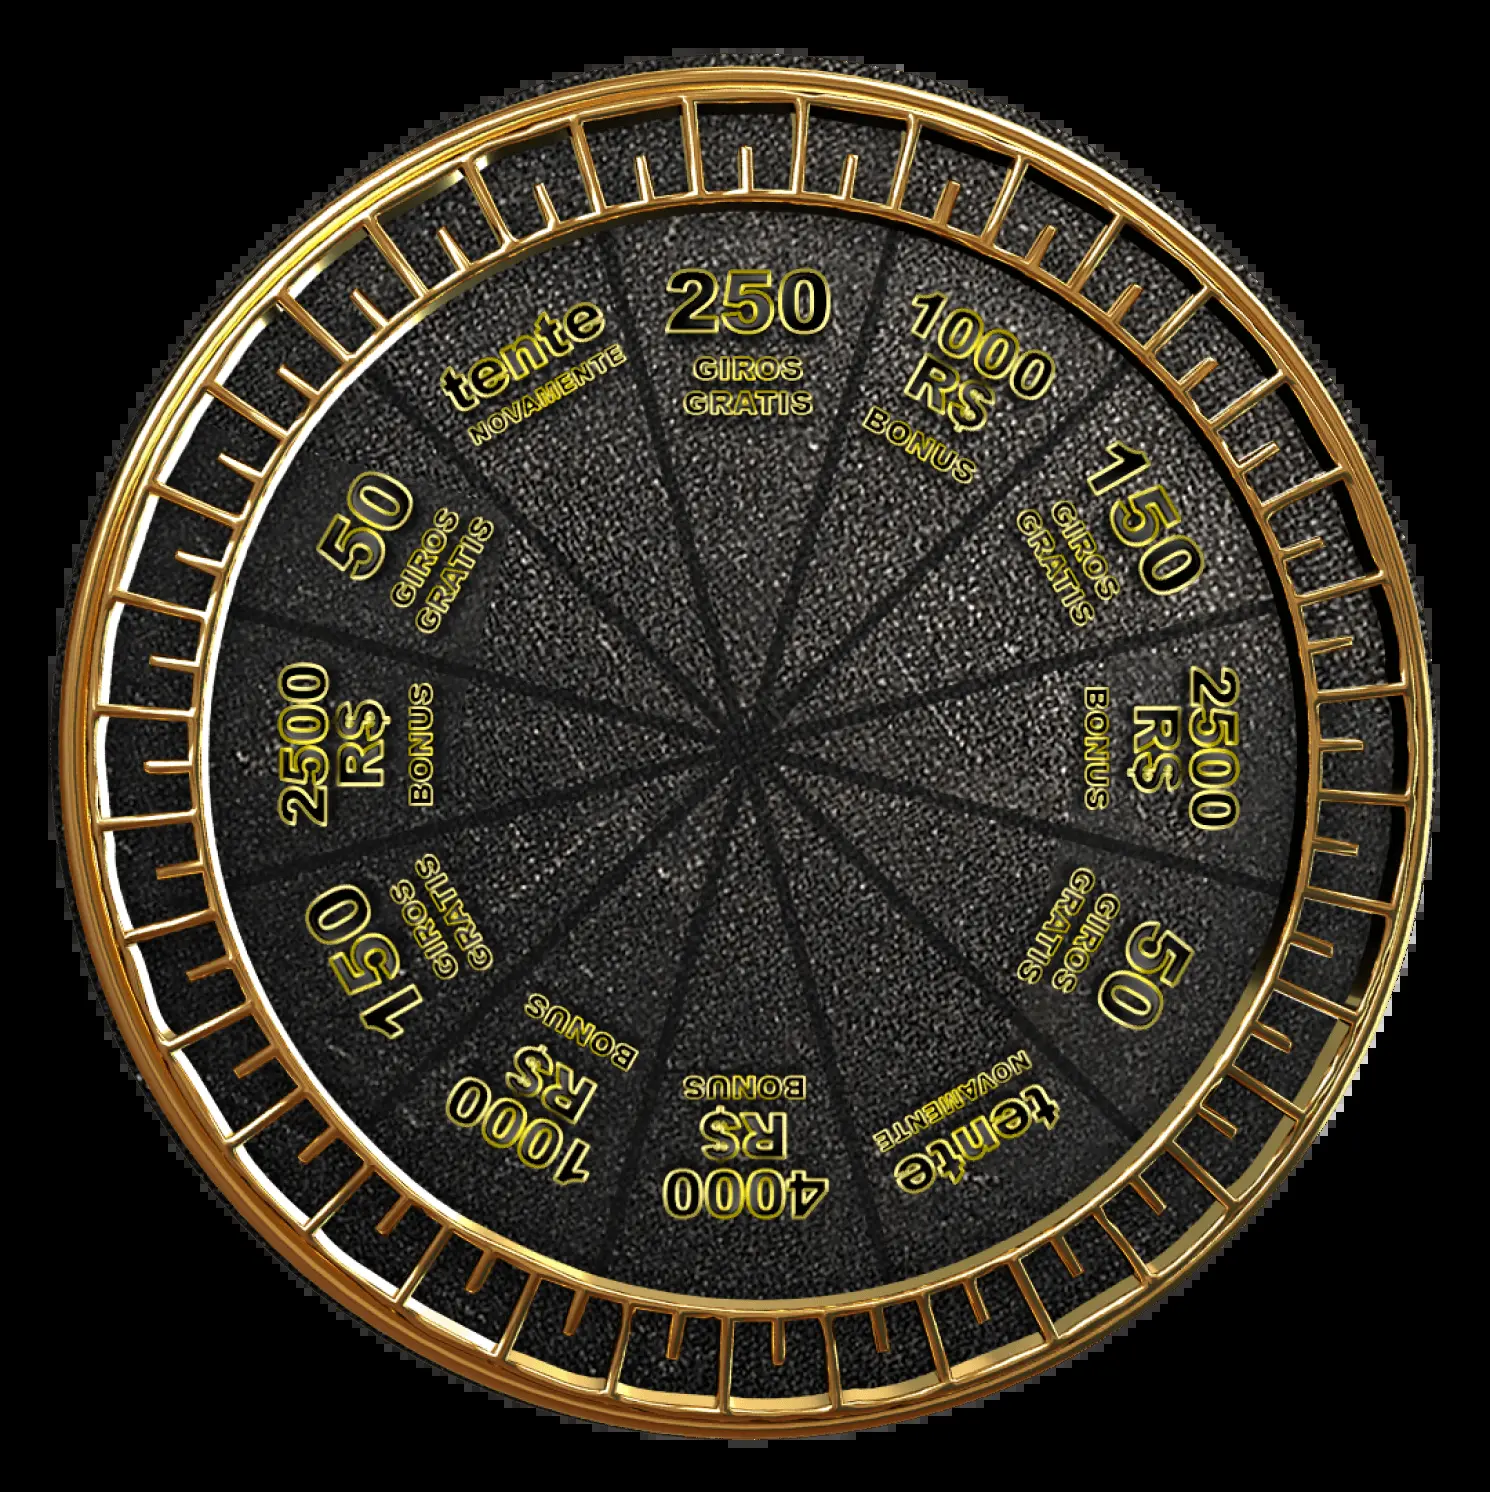 250
GIROS
GRATIS
1000
R$
BONUS
150
GIROS
GRATIS
2500
R$
BONUS
50
GIROS
GRATIS
tente
NOVAMENTE
4000
R$
BONUS
1000
R$
BONUS
150
GIROS
GRATIS
2500
R$
BONUS
50
GIROS
GRATIS
tente
NOVAMENTE